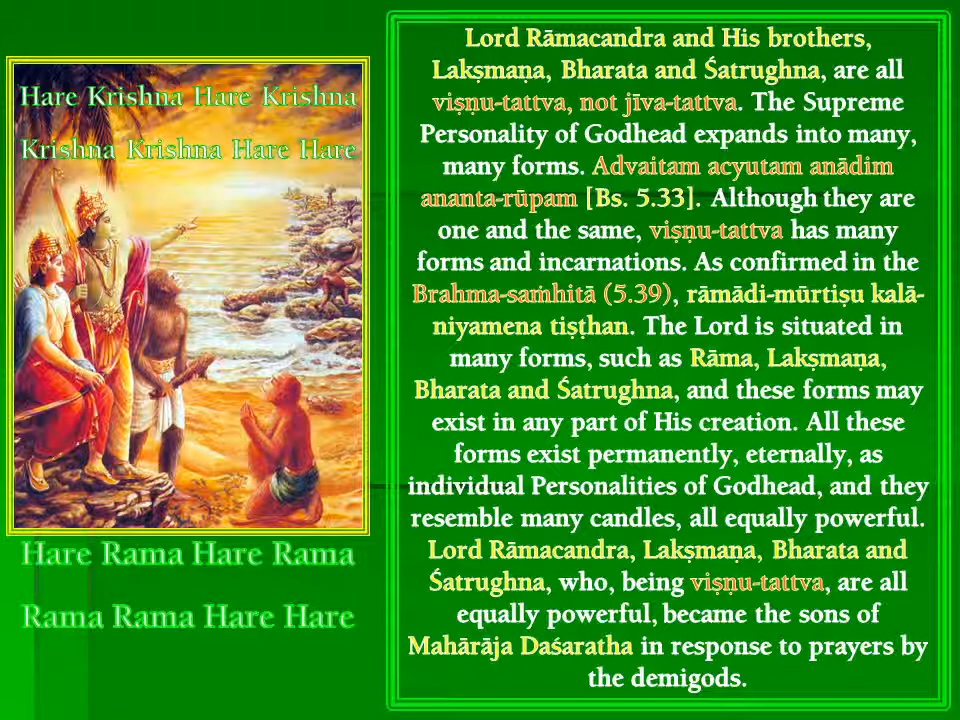 Hare Krishna Hare Krishna
Krishna Krishna Hare Hare
Hare Rama Hare Rama
Rama Rama Hare Hare
Lord Rāmacandra and His brothers,
Lakṣmaṇa, Bharata and Śatrughna, are all
viṣṇu-tattva, not jīva-tattva. The Supreme
Personality of Godhead expands into many,
many forms. Advaitam acyutam anādim
ananta-rūpam [Bs. 5.33]. Although they are
one and the same, viṣṇu-tattva has many
forms and incarnations. As confirmed in the
Brahma-saṁhitā (5.39), rāmādi-mūrtiṣu kalā-
niyamena tiṣṭhan. The Lord is situated in
many forms, such as Rāma, Lakṣmaṇa,
Bharata and Śatrughna, and these forms may
exist in any part of His creation. All these
forms exist permanently, eternally, as
individual Personalities of Godhead, and they
resemble many candles, all equally powerful.
Lord Rāmacandra, Lakṣmaṇa, Bharata and
Śatrughna, who, being viṣṇu-tattva, are all
equally powerful, became the sons of
Mahārāja Daśaratha in response to prayers by
the demigods.